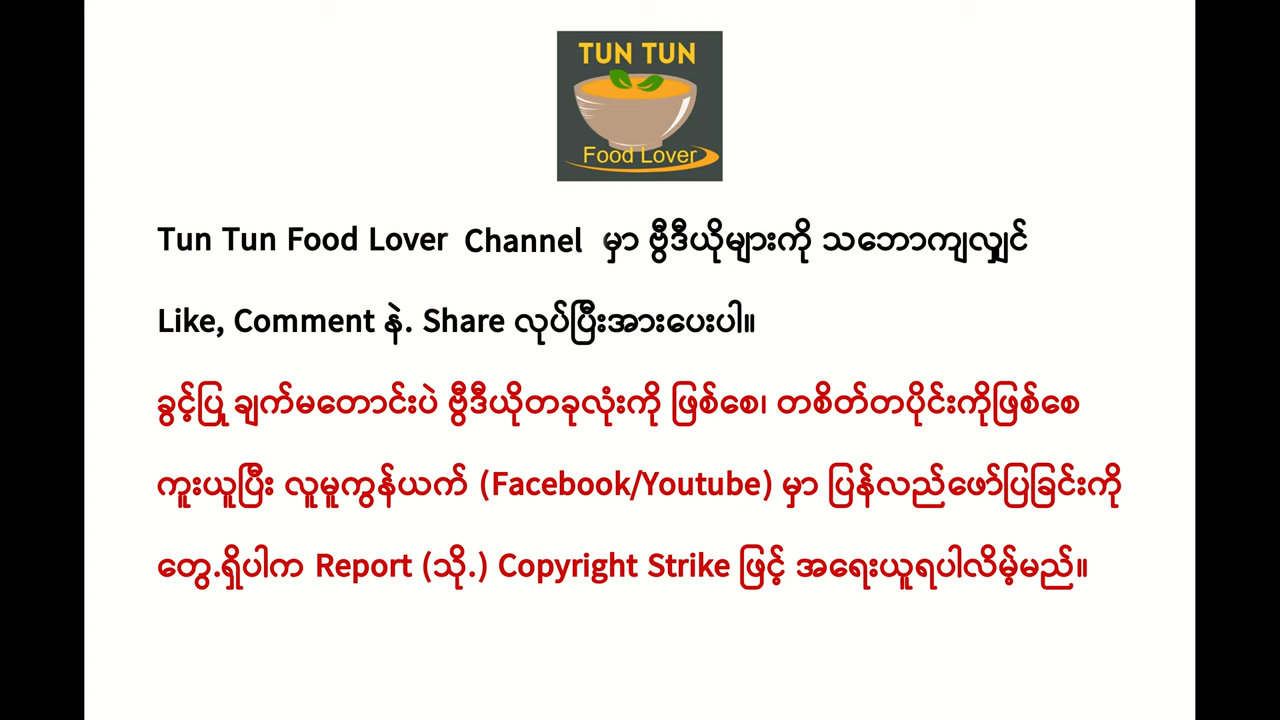 TUN TUN
Food Lover
Tun Tun Food Lover Channel မှာ ဗွီဒီယိုများကို သဘောကျလျှင်
Like, Comment နဲ. Share လုပ်ပြီးအားပေးပါ။
ခွင့်ပြု ချက်မတောင်းပဲ ဗွီဒီယိုတခုလုံးကို ဖြစ်စေ၊ တစိတ်တပိုင်းကိုဖြစ်စေ
ကူးယူပြီး လူမူကွန်ယက် (Facebook/Youtube) မှာ ပြန်လည်ဖော်ပြခြင်းကို
တွေ.ရှိပါက Report (သို.) Copyright Strike ဖြင့် အရေးယူရပါလိမ့်မည်။